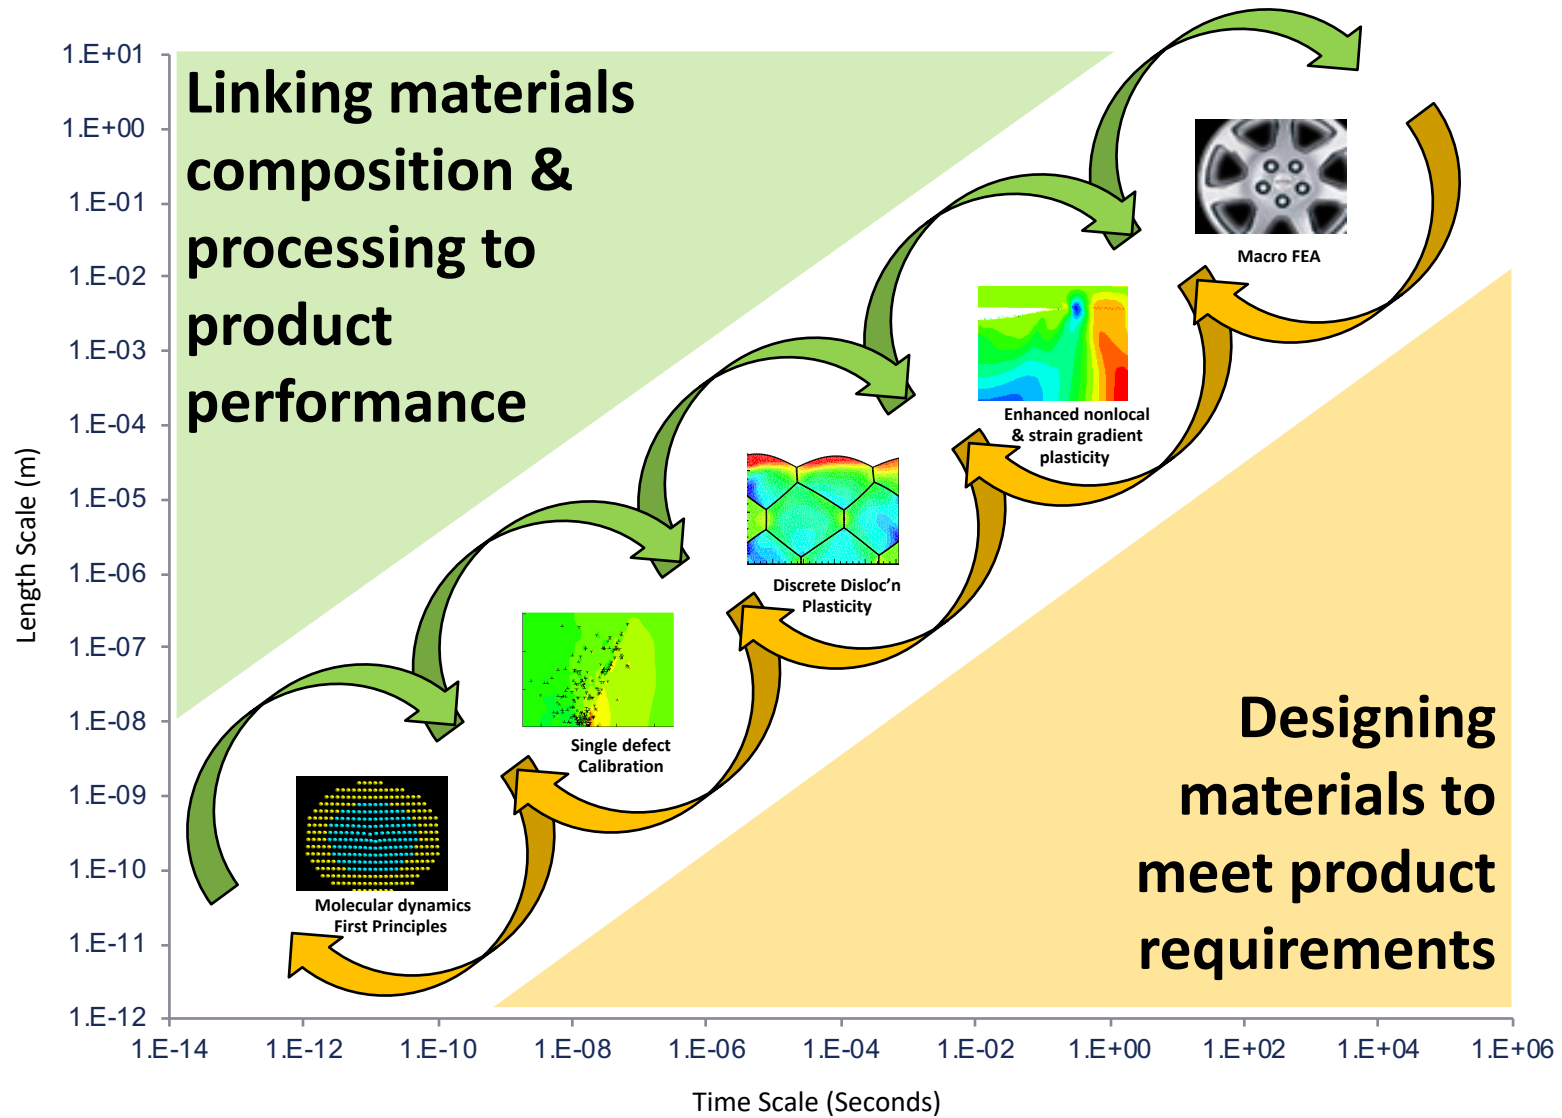 Linking materials
composition &
processing to
product
performance
Designing
materials to
meet product
requirements
Macro FEA
Enhanced nonlocal
& strain gradient
plasticity
Discrete Disloc’n
Plasticity
Single defect
Calibration
Molecular dynamics
First Principles
Length Scale (m)
1.E+01
1.E+00
1.E-01
1.E-02
1.E-03
1.E-04
1.E-05
1.E-06
1.E-07
1.E-08
1.E-09
1.E-10
1.E-11
1.E-12
1.E-14 1.E-12 1.E-10 1.E-08 1.E-06 1.E-04 1.E-02 1.E+00 1.E+02 1.E+04 1.E+06
Time Scale (Seconds)